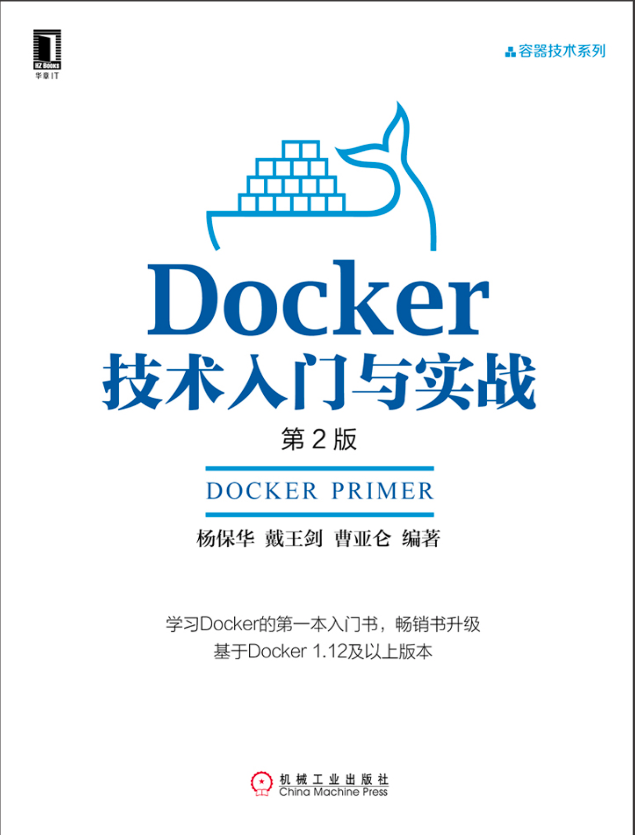 HZ Books
华章IT
容器技术系列
Docker
技术入门与实战
第2版
DOCKER PRIMER
杨保华 戴王剑 曹亚仑 编著
学习Docker的第一本入门书，畅销书升级
基于Docker 1.12及以上版本
机械工业出版社
China Machine Press